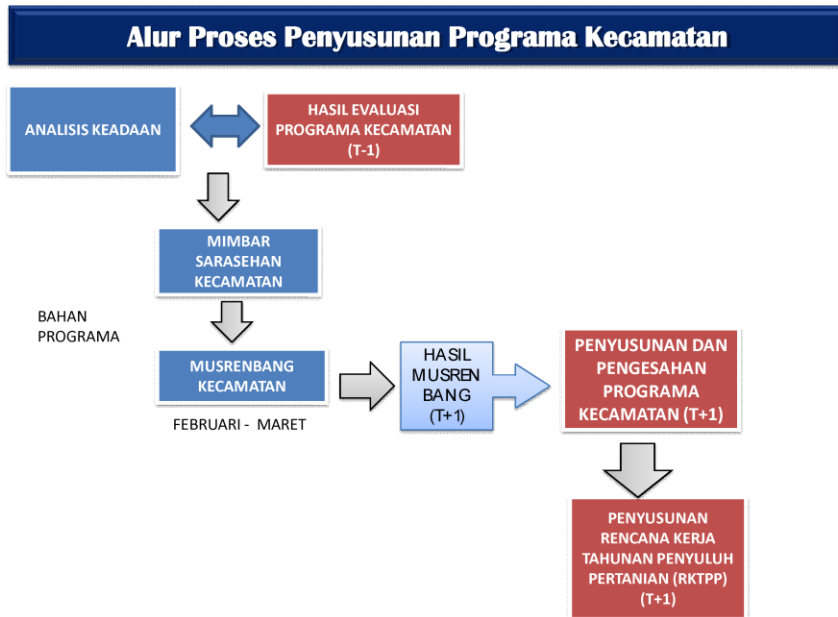 Alur Proses Penyusunan Programa Kecamatan
ANALISIS KEADAAN
HASIL EVALUASI
PROGRAMA KECAMATAN
(T-1)
MIMBAR
SARASEHAN
KECAMATAN
BAHAN
PROGRAMA
MUSRENBANG
KECAMATAN
FEBRUARI - MARET
HASIL
MUSREN
BANG
(T+1)
PENYUSUNAN DAN
PENGESAHAN
PROGRAMA
KECAMATAN (T+1)
PENYUSUNAN
RENCANA KERJA
TAHUNAN PENYULUH
PERTANIAN (RKTPP)
(T+1)